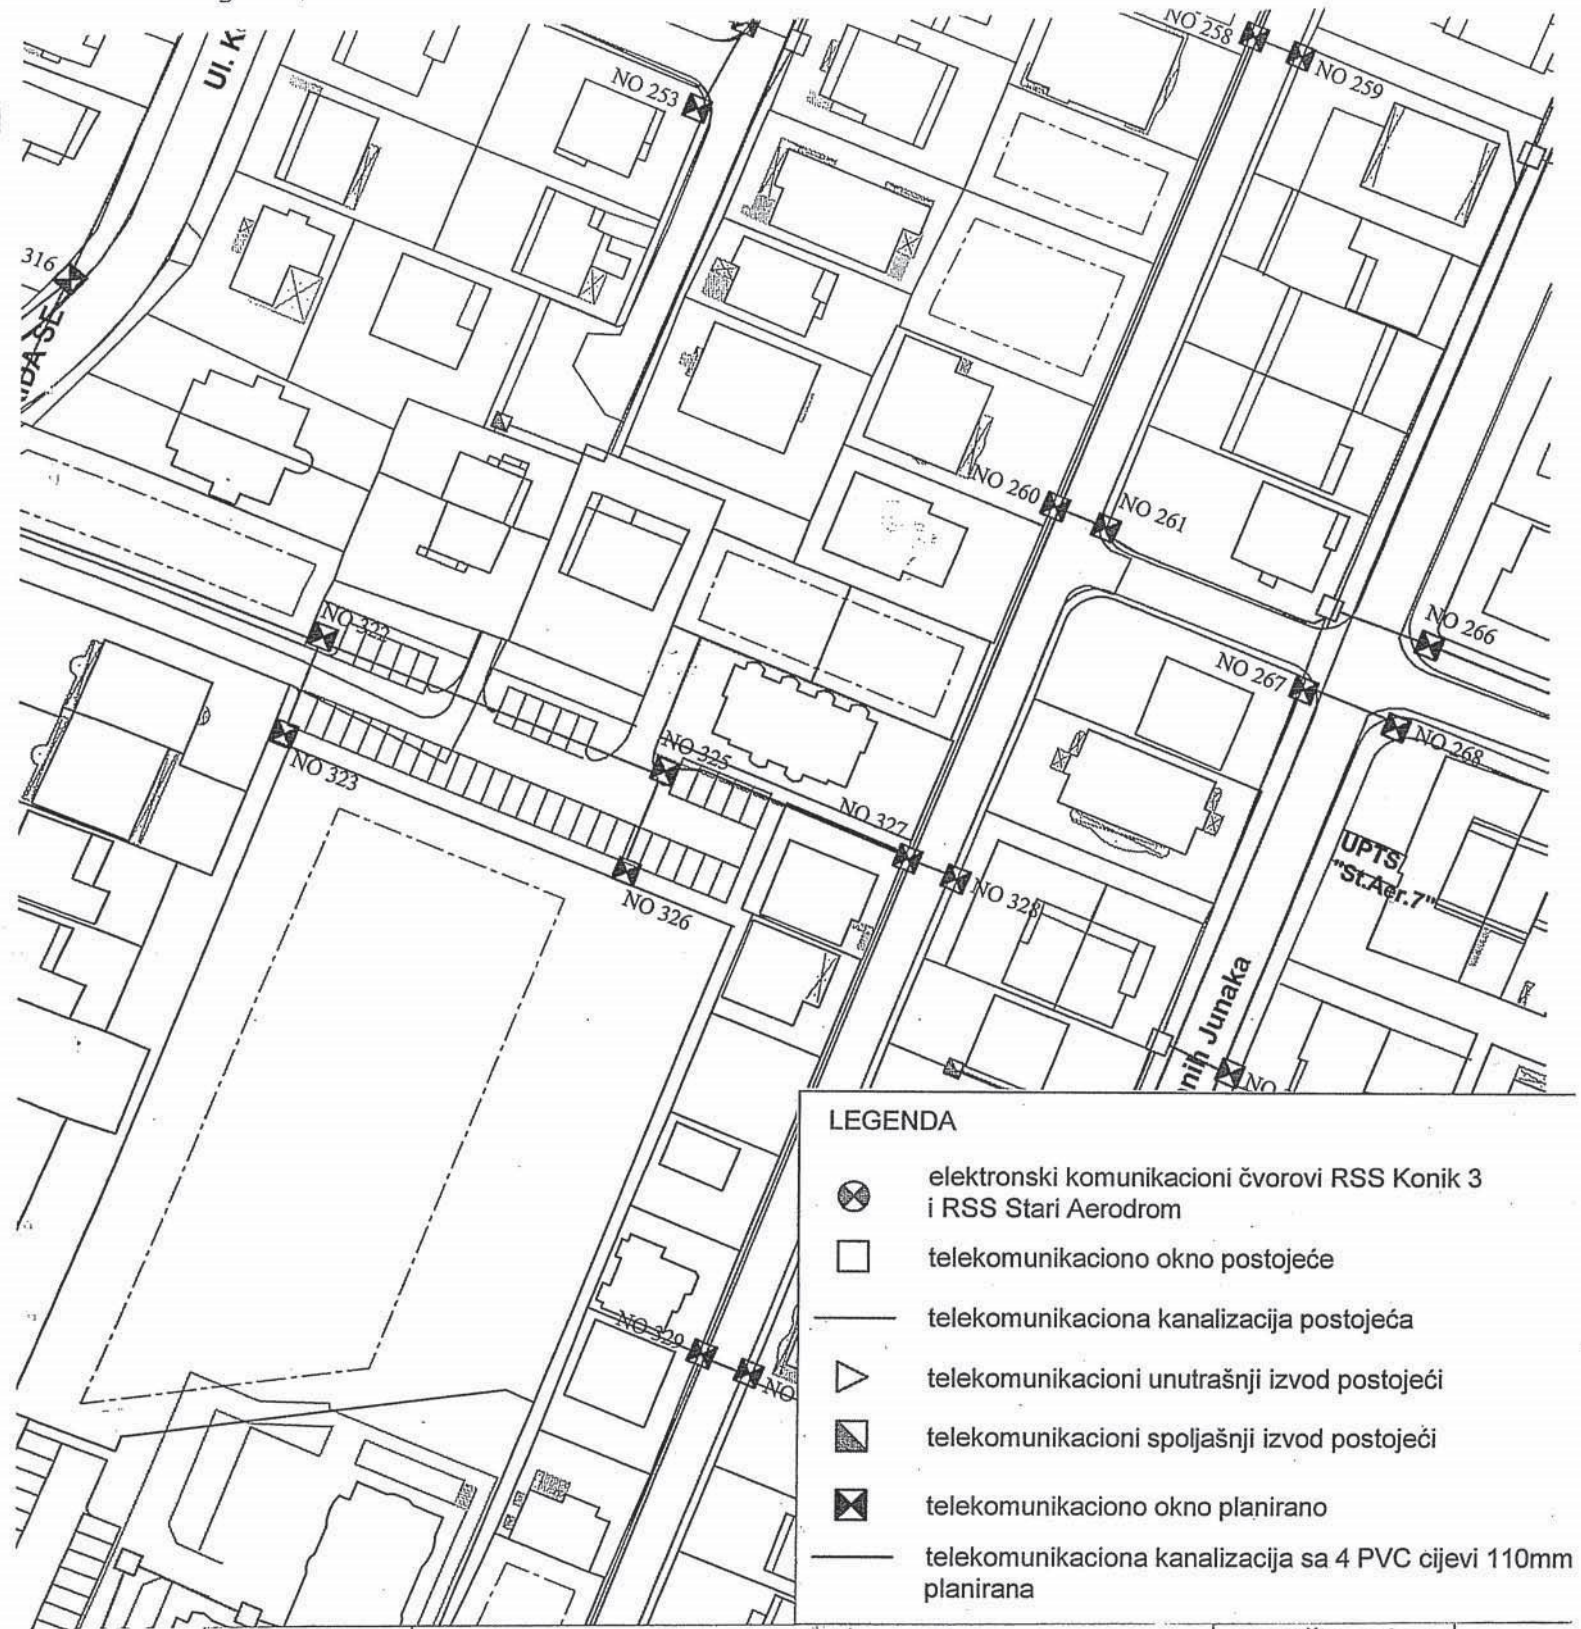 NO 258
NO 259
NO 253
316
NO 260
NO 261
NO 266
NO 322
NO 267
NO 268
NO 325
NO 323
NO 327
UPTS
"St.Aer.7"
NO 328
NO 326
nih Junaka
NO
LEGENDA
elektronski komunikacioni čvorovi RSS Konik 3
i RSS Stari Aerodrom
telekomunikaciono okno postojeće
telekomunikaciona kanalizacija postojeća
NO 329
telekomunikacioni unutrašnji izvod postojeći
NO
telekomunikacioni spoljašnji izvod postojeći
telekomunikaciono okno planirano
telekomunikaciona kanalizacija sa 4 PVC cijevi 110mm
planirana